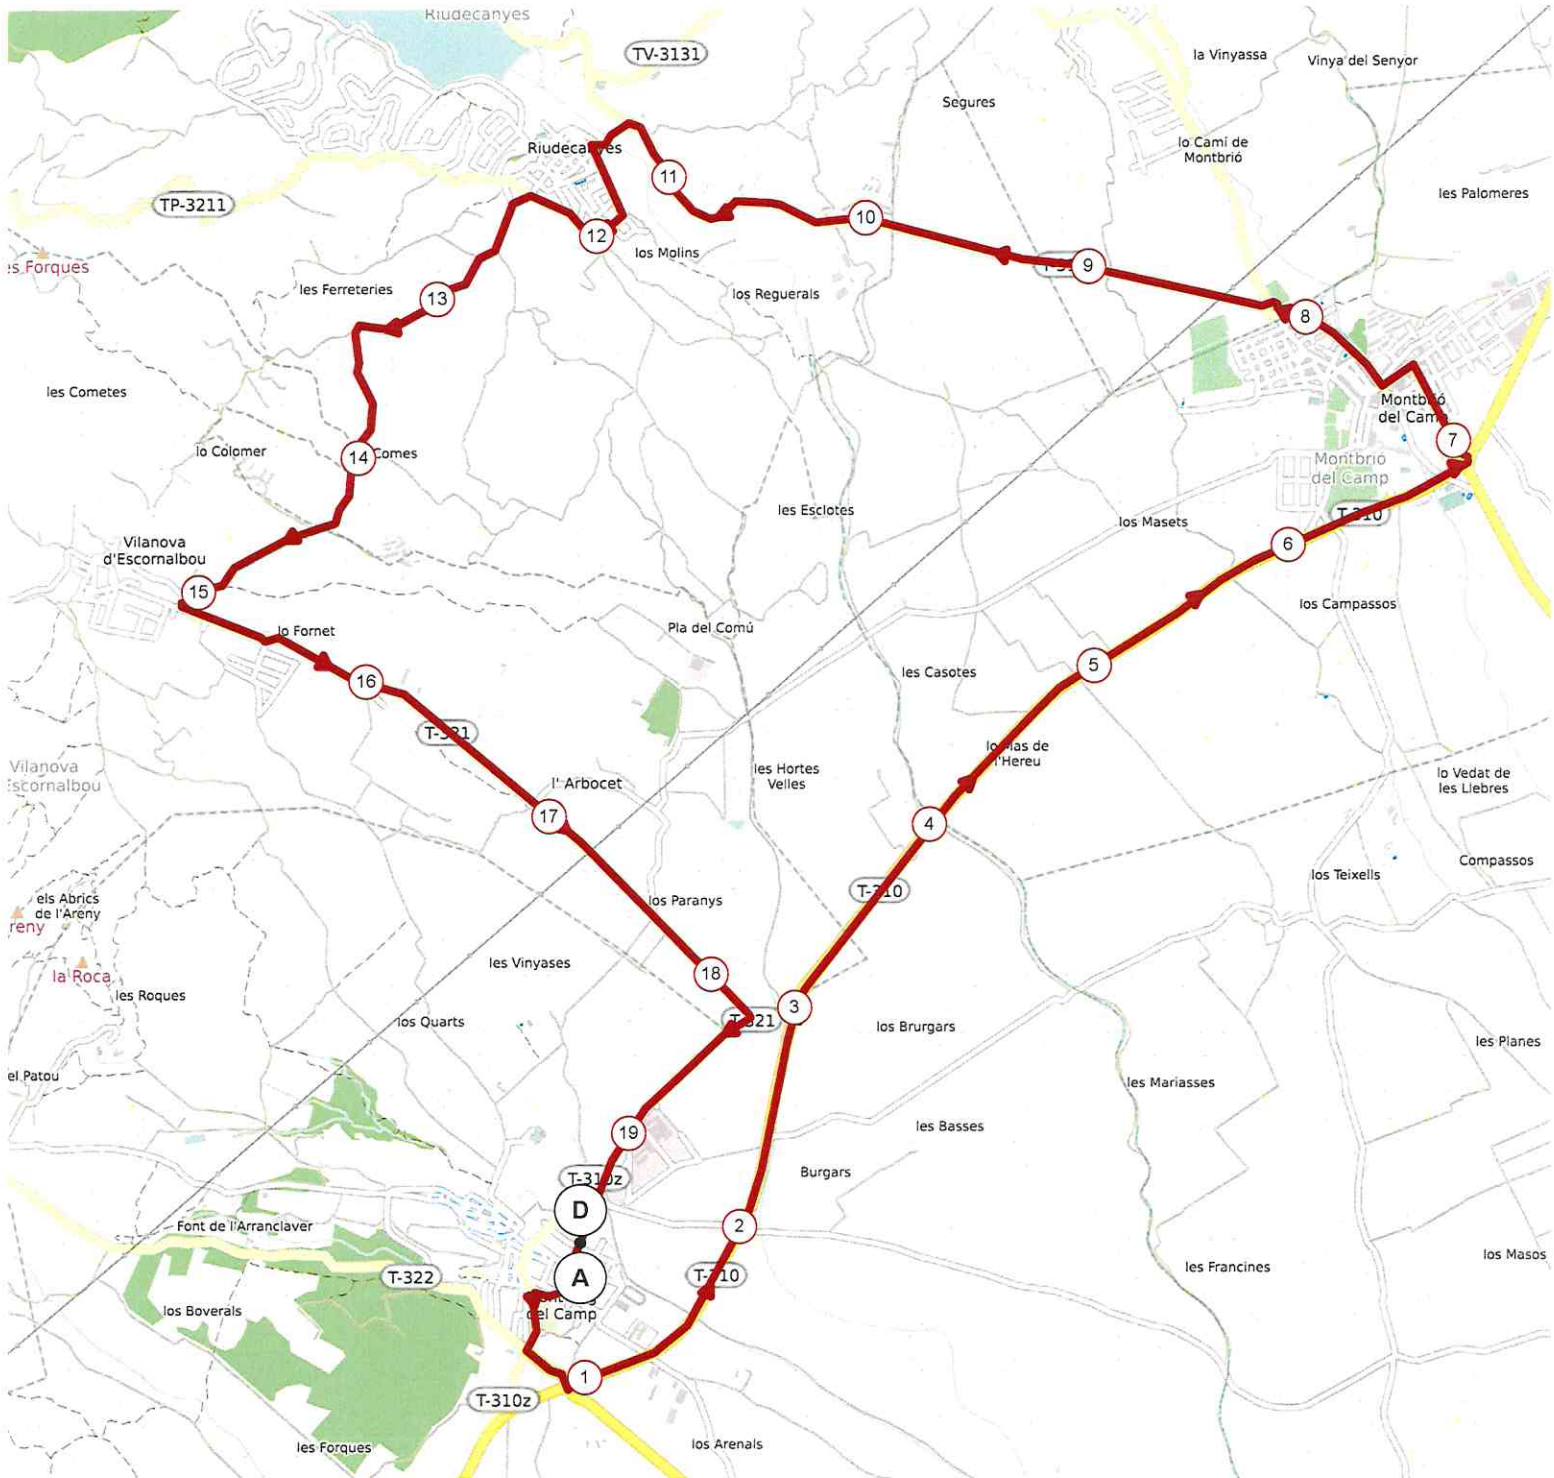 Riudecanyes
TV-3131
la Vinyassa
Vinya del Senyor
Segures
lo Camí de
Montbrió
Riudecanyes
11
les Palomeres
TP-3211
10
12
los Molins
9
es Forques
les Ferreteries
13
los Reguerals
8
les Cometes
Montbrió
del Camp
7
lo Colomer
14
Comes
Montbrió
del Camp
les Esclotes
T-310
los Masets
Vilanova
d'Escornalbou
6
15
los Campassos
lo Fornet
Pla del Comú
5
les Casotes
16
T-321
lo Mas de
l'Hereu
Vilanova
Escornalbou
l' Arbocet
les Hortes
Velles
lo Vedat de
les Llebres
17
4
Compassos
los Teixells
T-310
els Abrics
de l'Areny
reny
los Paranys
la Roca
les Vinyases
18
les Roques
3
los Quarts
T-321
los Brurgars
les Planes
el Patou
les Mariasses
19
les Basses
T-310z
Burgars
D
Font de l'Arranclaver
2
les Francines
los Masos
T-322
A
T-310
los Boverals
del Camp
1
T-310z
les Forques
los Arenals